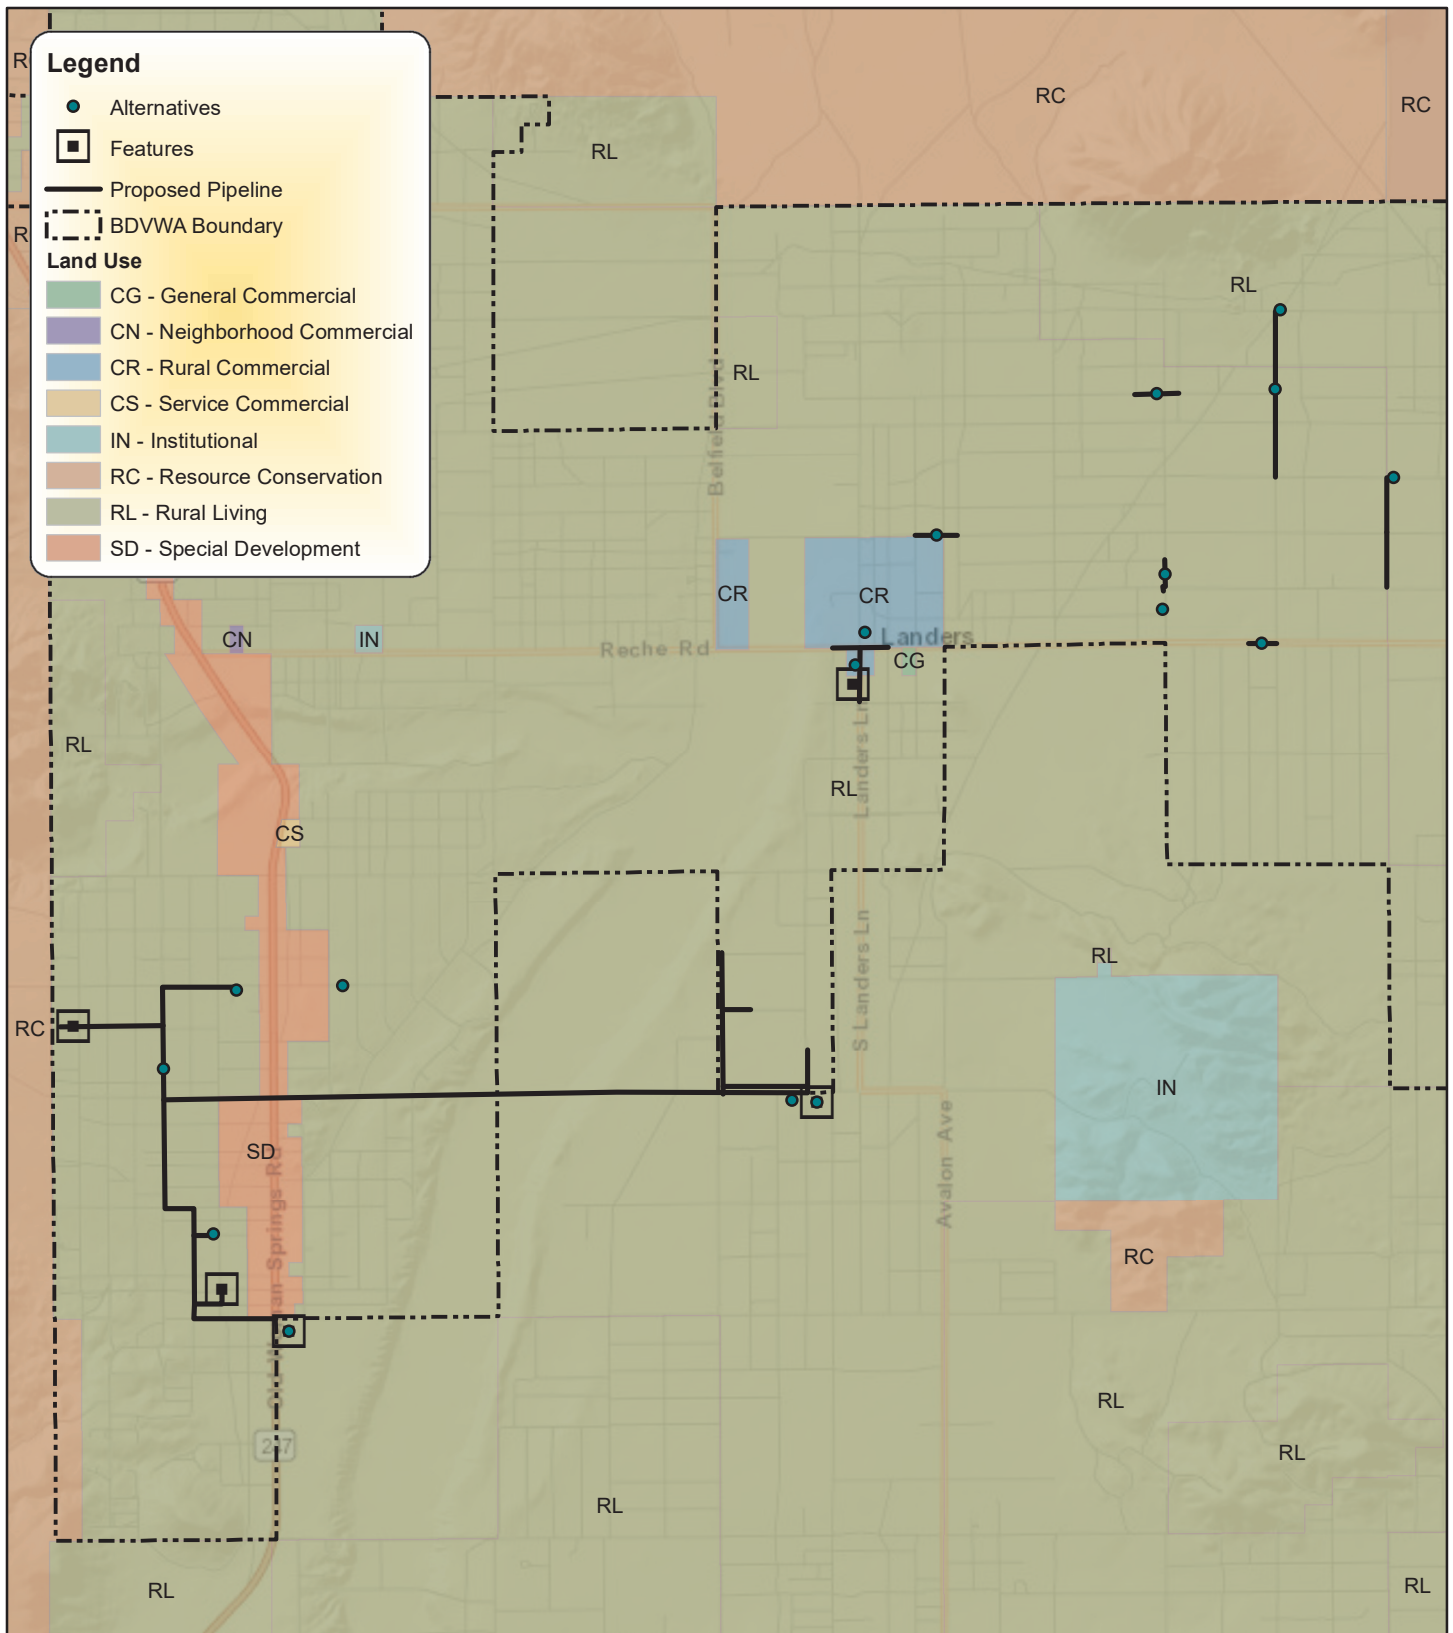 Legend
Alternatives
Features
Proposed Pipeline
BDVWA Boundary
Land Use
CG - General Commercial
CN - Neighborhood Commercial
CR - Rural Commercial
CS - Service Commercial
IN - Institutional
RC - Resource Conservation
RL - Rural Living
SD - Special Development
R
R
RC
RC
RL
RL
RL
Belfield Blvd
CR
CR
CN
IN
Reche Rd
Landers
CG
RL
RL
Landers Ln
CS
S Landers Ln
RL
RC
IN
SD
Avalon Ave
Springs Rd
RC
RL
247
RL
RL
RL
RL